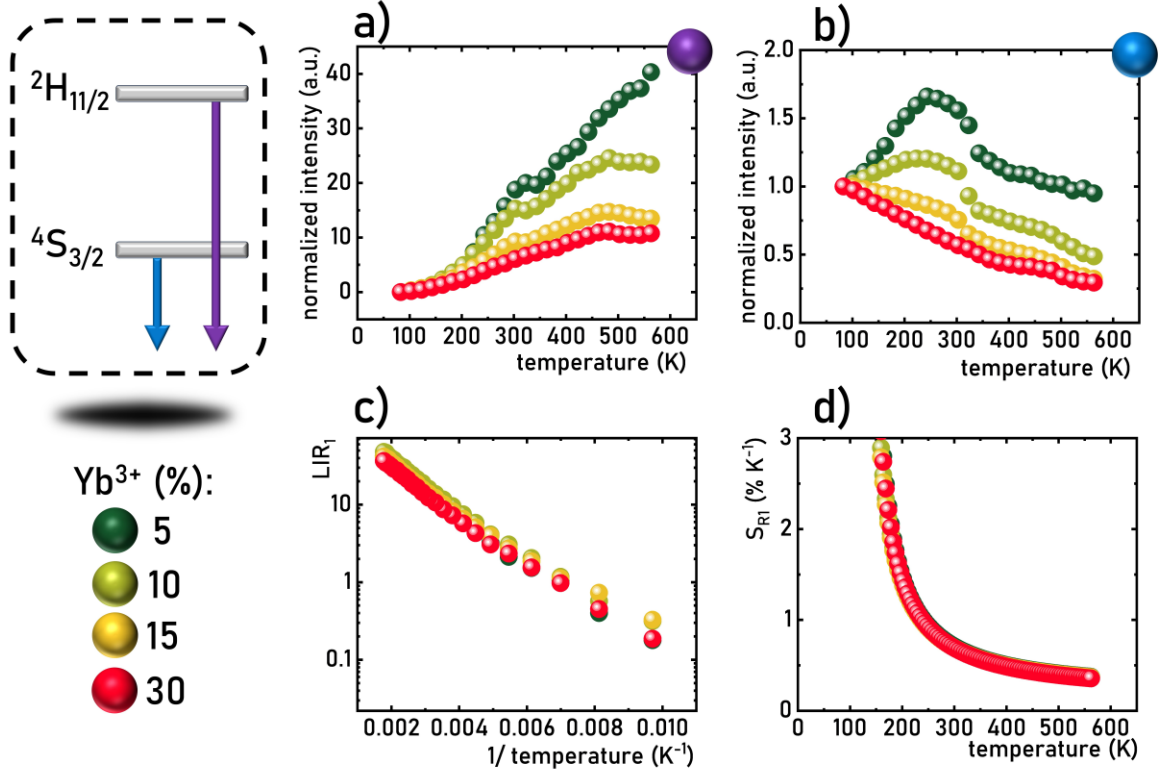 ²H₁₁/₂
⁴S₃/₂
Yb³⁺ (%):
5
10
15
30
a)
normalized intensity (a.u.)
40
30
20
10
0
100 200 300 400 500 600
temperature (K)
b)
normalized intensity (a.u.)
2.0
1.5
1.0
0.5
0.0
0 100 200 300 400 500 600
temperature (K)
c)
LIR₁
10
1
0.1
0.002 0.004 0.006 0.008 0.010
1/ temperature (K⁻¹)
d)
S_R1 (% K⁻¹)
3
2
1
0
0 100 200 300 400 500 600
temperature (K)